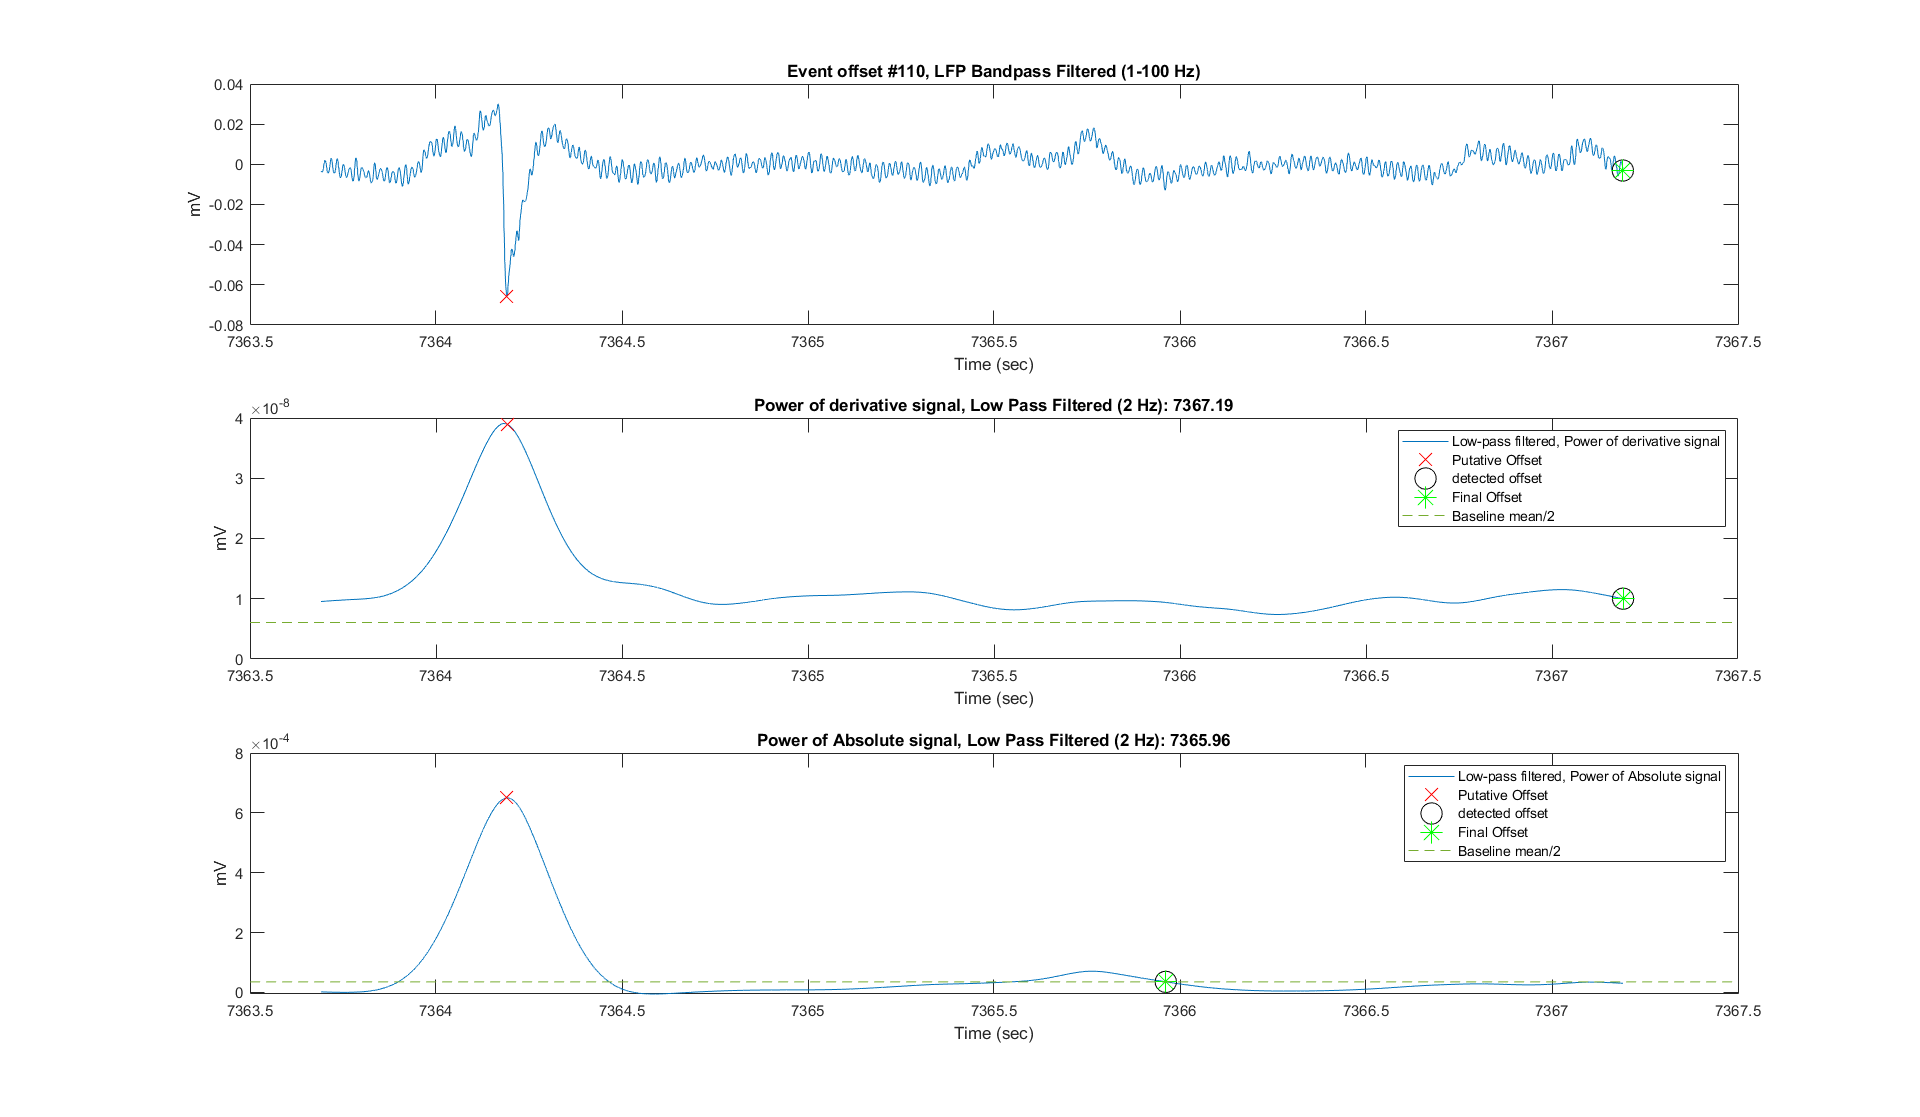 Event offset #110, LFP Bandpass Filtered (1-100 Hz)
0.04
0.02
0
-0.02
-0.04
-0.06
-0.08
mV
7363.5 7364 7364.5 7365 7365.5 7366 7366.5 7367 7367.5
Time (sec)
Power of derivative signal, Low Pass Filtered (2 Hz): 7367.19
×10-8
4
3
2
1
0
mV
Low-pass filtered, Power of derivative signal
Putative Offset
detected offset
Final Offset
Baseline mean/2
7363.5 7364 7364.5 7365 7365.5 7366 7366.5 7367 7367.5
Time (sec)
Power of Absolute signal, Low Pass Filtered (2 Hz): 7365.96
×10-4
8
6
4
2
0
mV
Low-pass filtered, Power of Absolute signal
Putative Offset
detected offset
Final Offset
Baseline mean/2
7363.5 7364 7364.5 7365 7365.5 7366 7366.5 7367 7367.5
Time (sec)